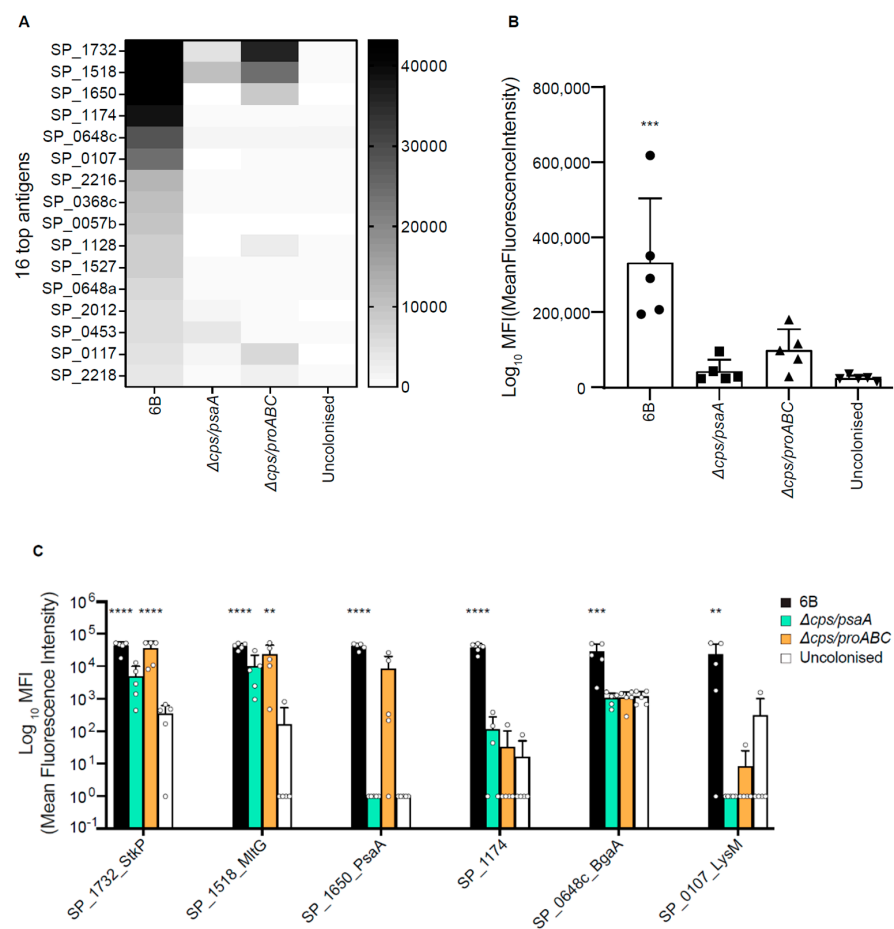 A
16 top antigens
SP_1732
SP_1518
SP_1650
SP_1174
SP_0648c
SP_0107
SP_2216
SP_0368c
SP_0057b
SP_1128
SP_1527
SP_0648a
SP_2012
SP_0453
SP_0117
SP_2218
6B
Δcps/psaA
Δcps/proABC
Uncolonised
40000
30000
20000
10000
0
B
Log10 MFI(MeanFluorescenceIntensity)
800,000
600,000
400,000
200,000
0
***
6B
Δcps/psaA
Δcps/proABC
Uncolonised
C
Log 10 MFI
(Mean Fluorescence Intensity)
10^6
10^5
10^4
10^3
10^2
10^1
10^0
10^-1
**** ****
**** **
****
****
***
**
SP_1732_StkP
SP_1518_MltG
SP_1650_PsaA
SP_1174
SP_0648c_BgaA
SP_0107_LysM
6B
Δcps/psaA
Δcps/proABC
Uncolonised